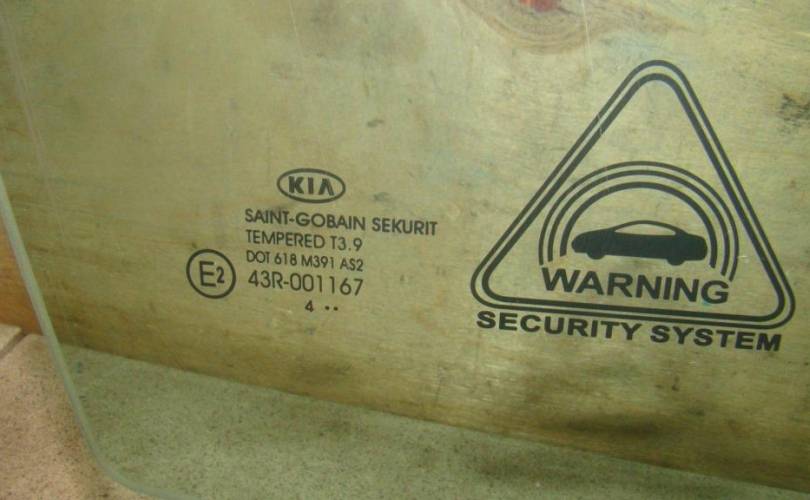 KIA
SAINT-GOBAIN SEKURIT
TEMPERED T3.9
DOT 618 M391 AS2
E2 43R-001167
4 ··
WARNING
SECURITY SYSTEM